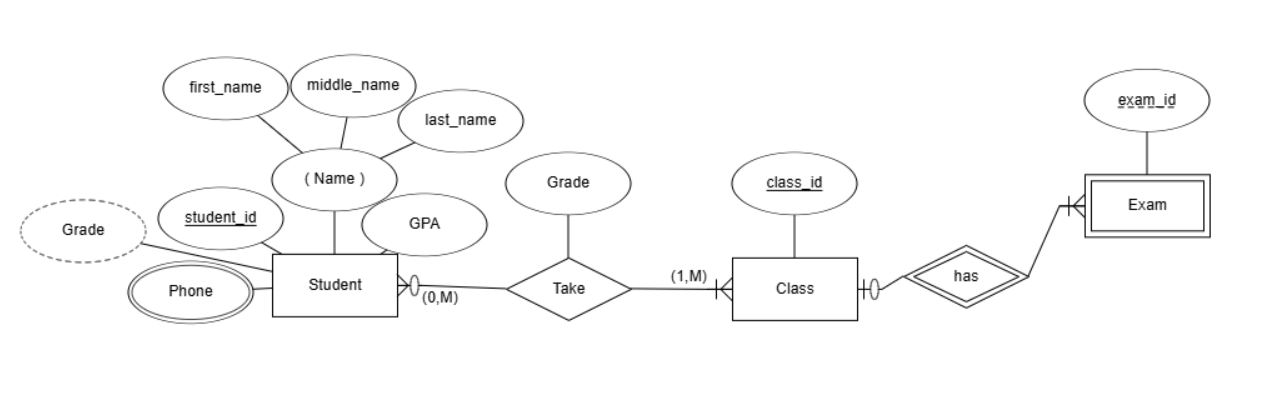 first_name
middle_name
last_name
( Name )
Grade
class_id
exam_id
student_id
GPA
Grade
Phone
Student
(0,M)
Take
(1,M)
Class
has
Exam